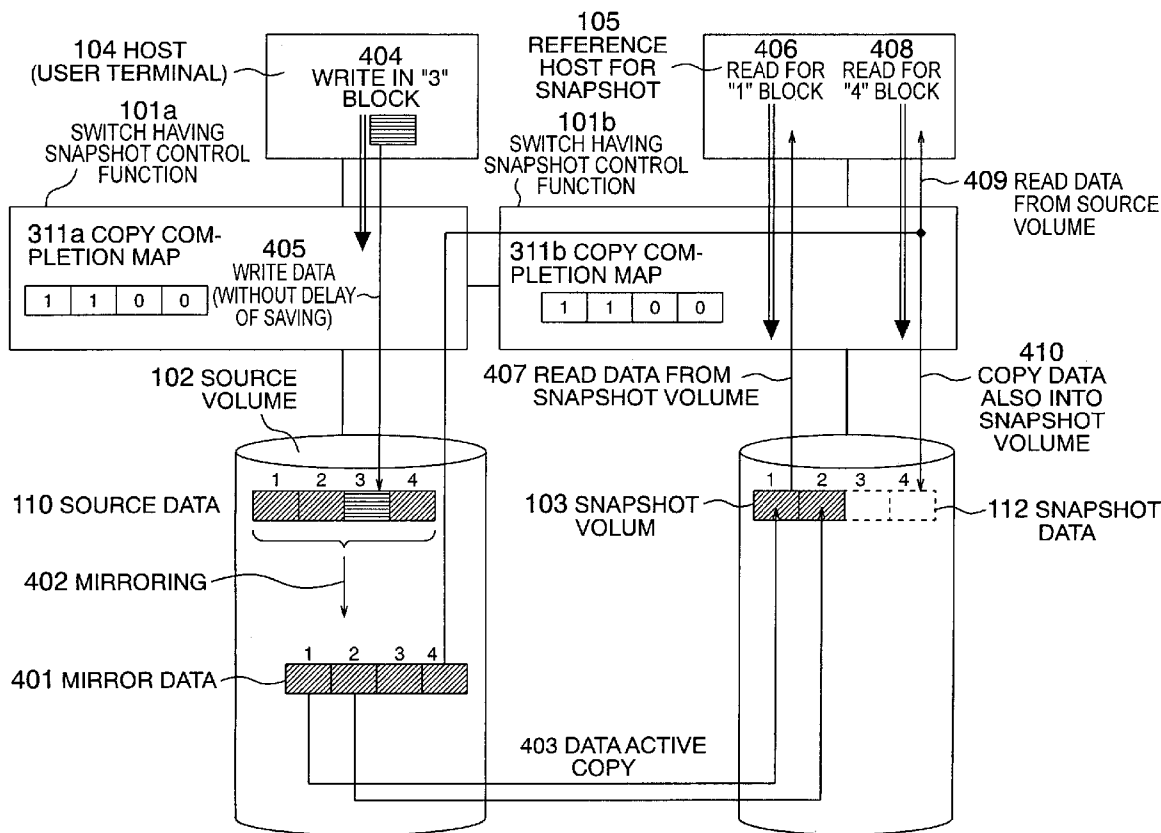 104 HOST
(USER TERMINAL)
404
WRITE IN "3"
BLOCK
105
REFERENCE
HOST FOR
SNAPSHOT
406
READ FOR
"1" BLOCK
408
READ FOR
"4" BLOCK
101a
SWITCH HAVING
SNAPSHOT CONTROL
FUNCTION
101b
SWITCH HAVING
SNAPSHOT CONTROL
FUNCTION
409 READ DATA
FROM SOURCE
VOLUME
311a COPY COM-
PLETION MAP
1 1 0 0
405
WRITE DATA
(WITHOUT DELAY
OF SAVING)
311b COPY COM-
PLETION MAP
1 1 0 0
102 SOURCE
VOLUME
407 READ DATA FROM
SNAPSHOT VOLUME
410
COPY DATA
ALSO INTO
SNAPSHOT
VOLUME
1 2 3 4
110 SOURCE DATA
1 2 3 4
103 SNAPSHOT
VOLUM
112 SNAPSHOT
DATA
402 MIRRORING
1 2 3 4
401 MIRROR DATA
403 DATA ACTIVE
COPY